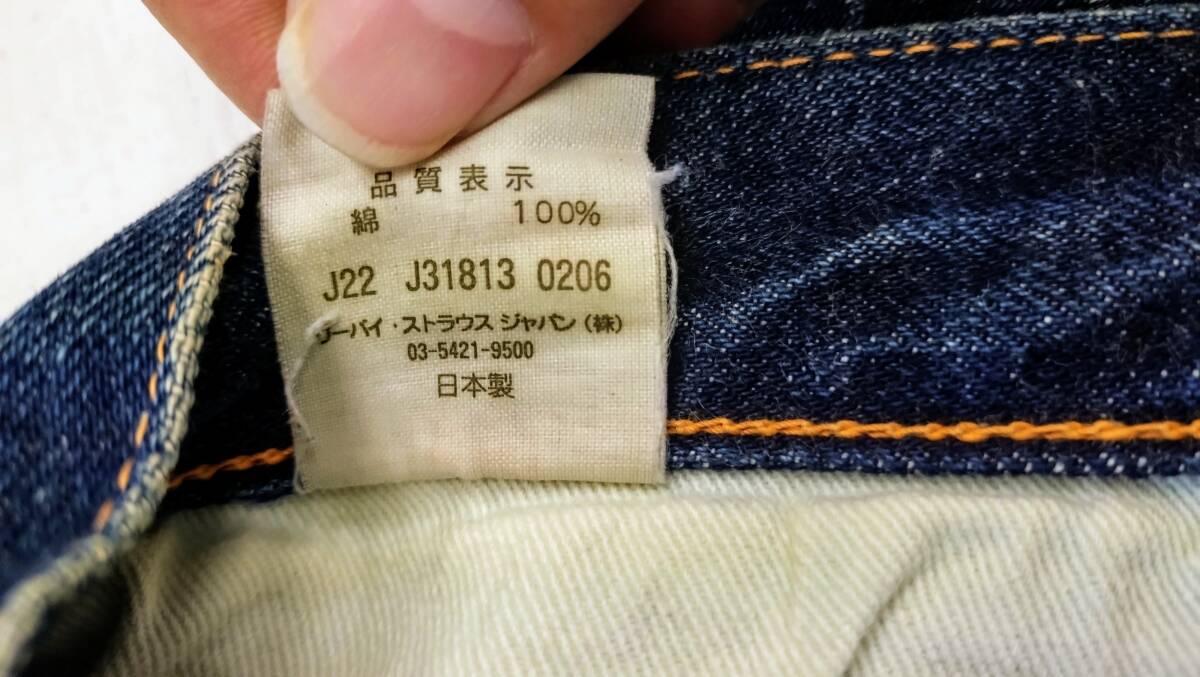 品質表示
綿 100%
J22 J31813 0206
リーバイ・ストラウス ジャパン(株)
03-5421-9500
日本製